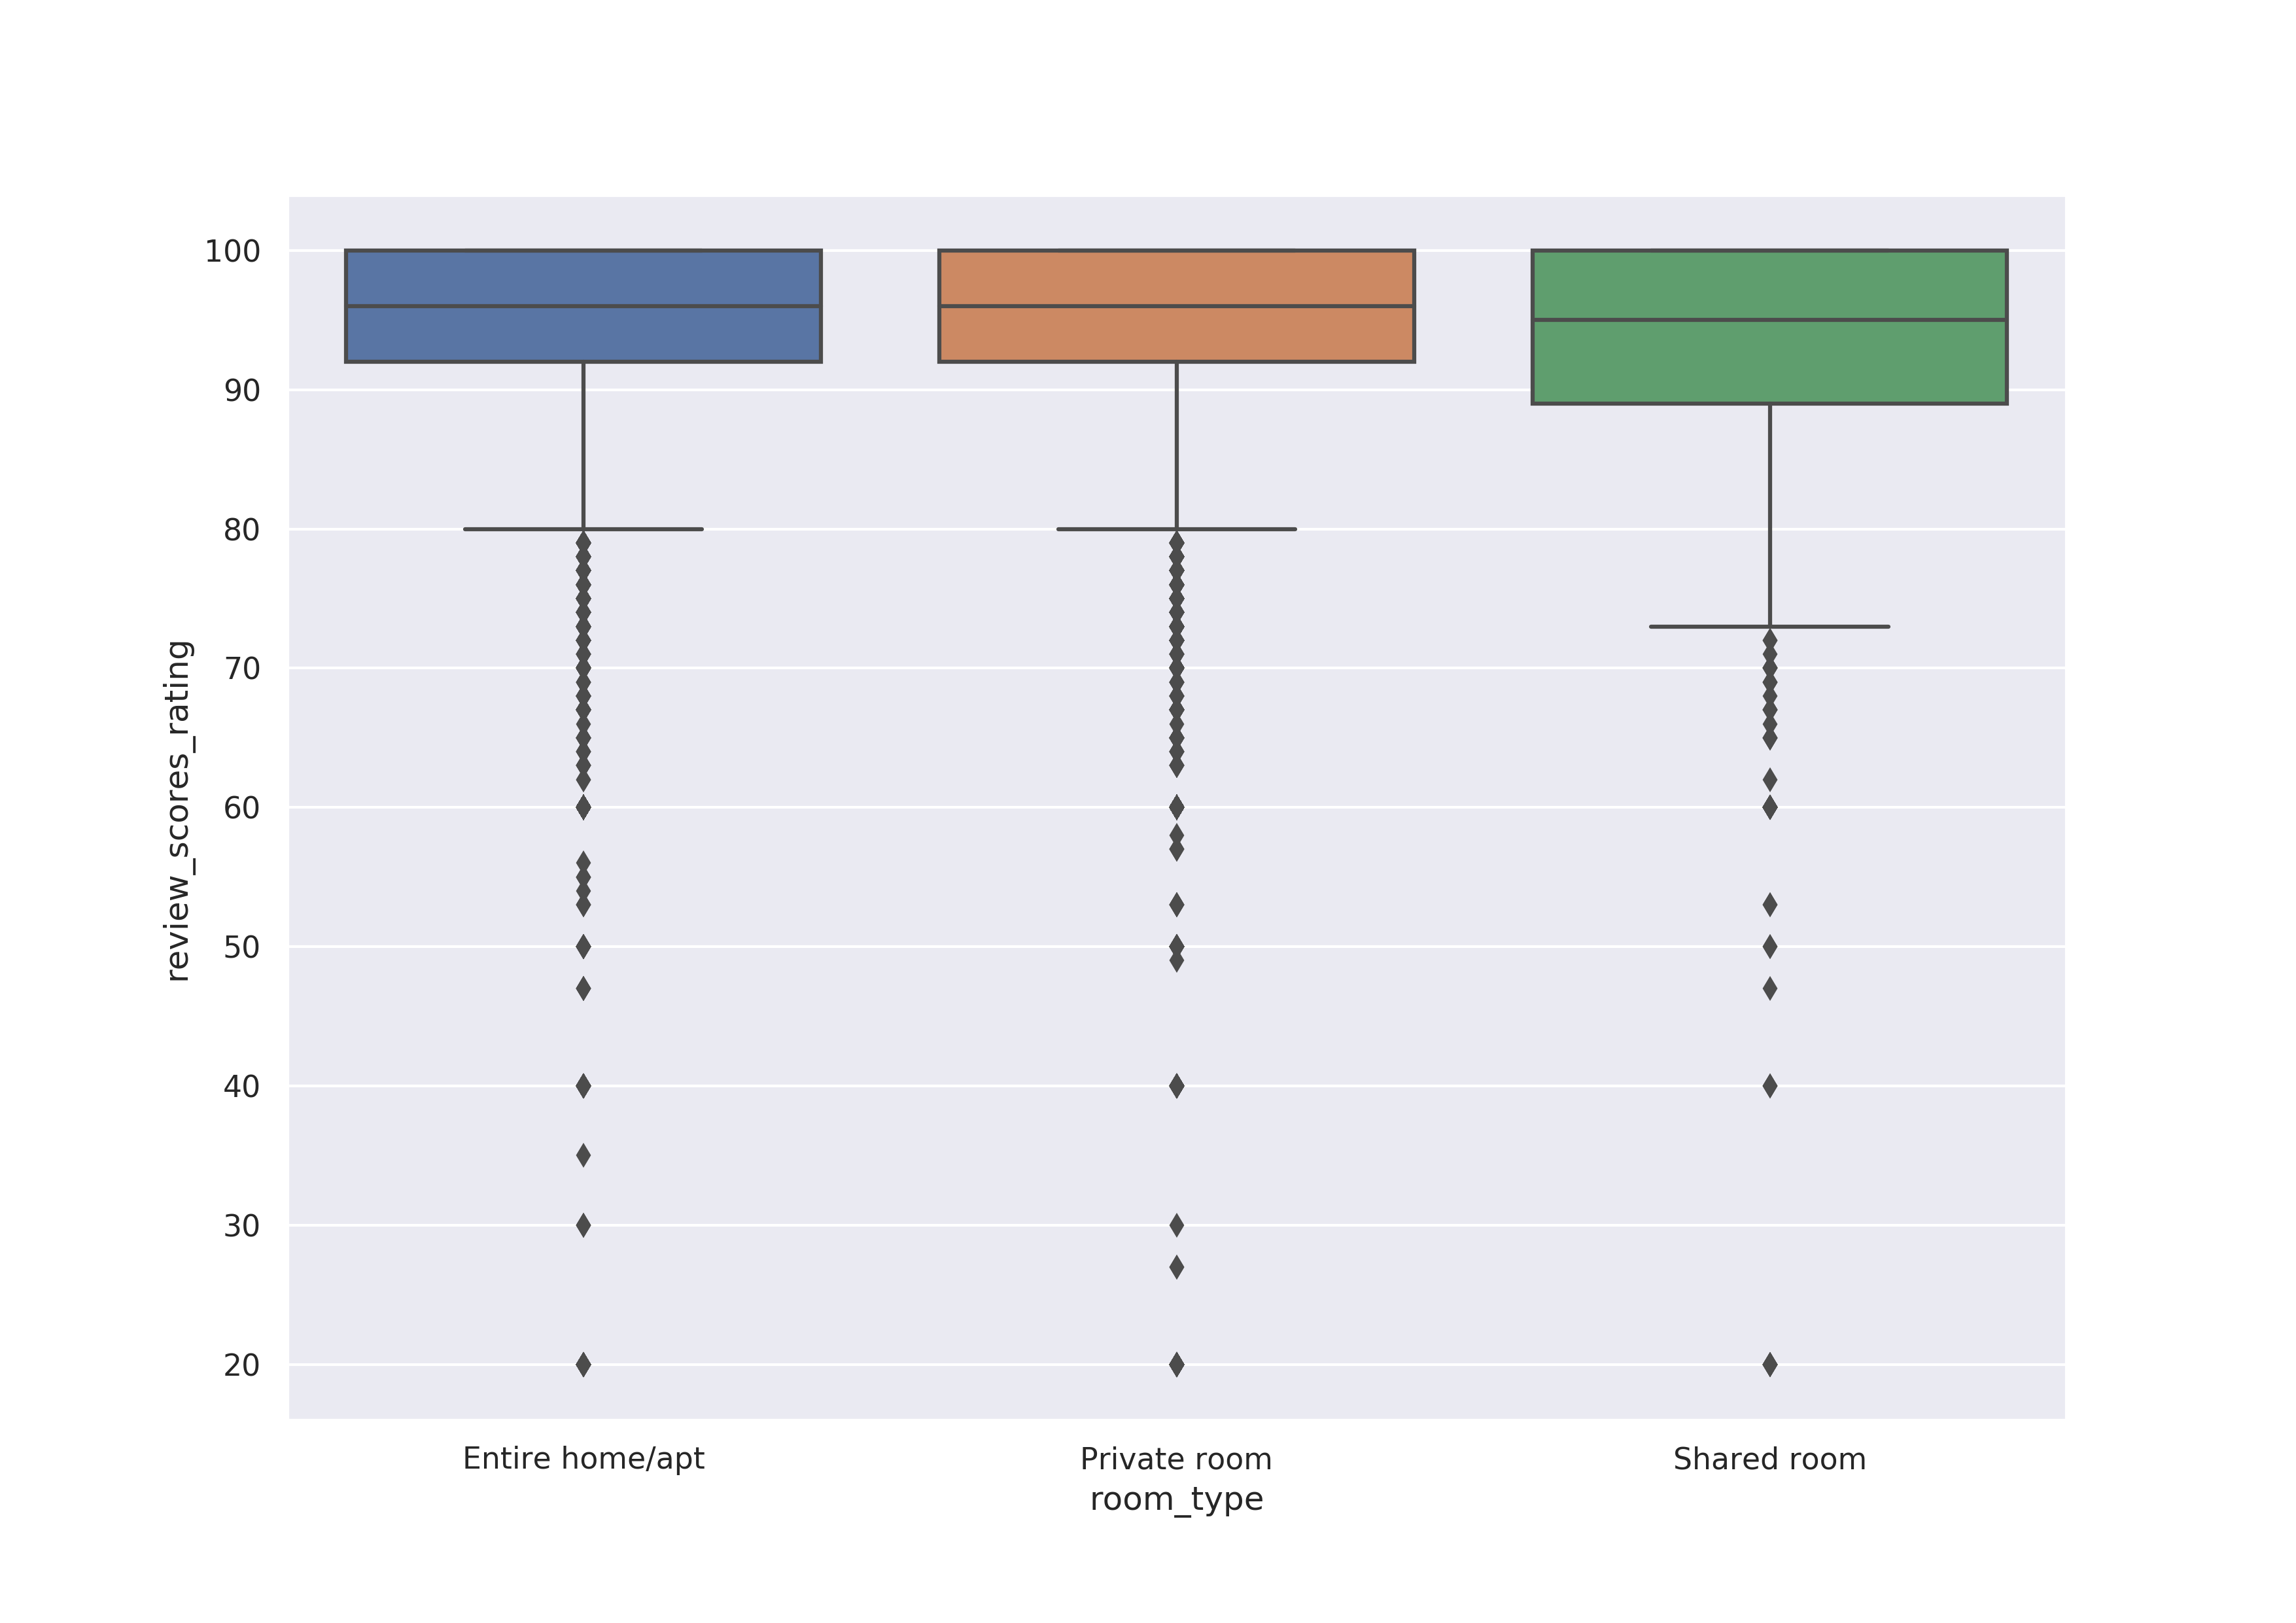 review_scores_rating
100
90
80
70
60
50
40
30
20
Entire home/apt
Private room
Shared room
room_type